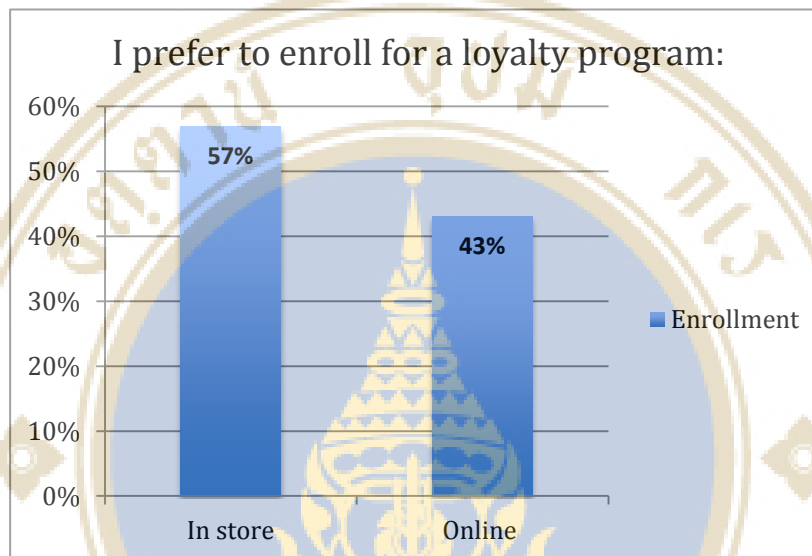 I prefer to enroll for a loyalty program:
60%
50%
40%
30%
20%
10%
0%
57%
43%
In store
Online
Enrollment